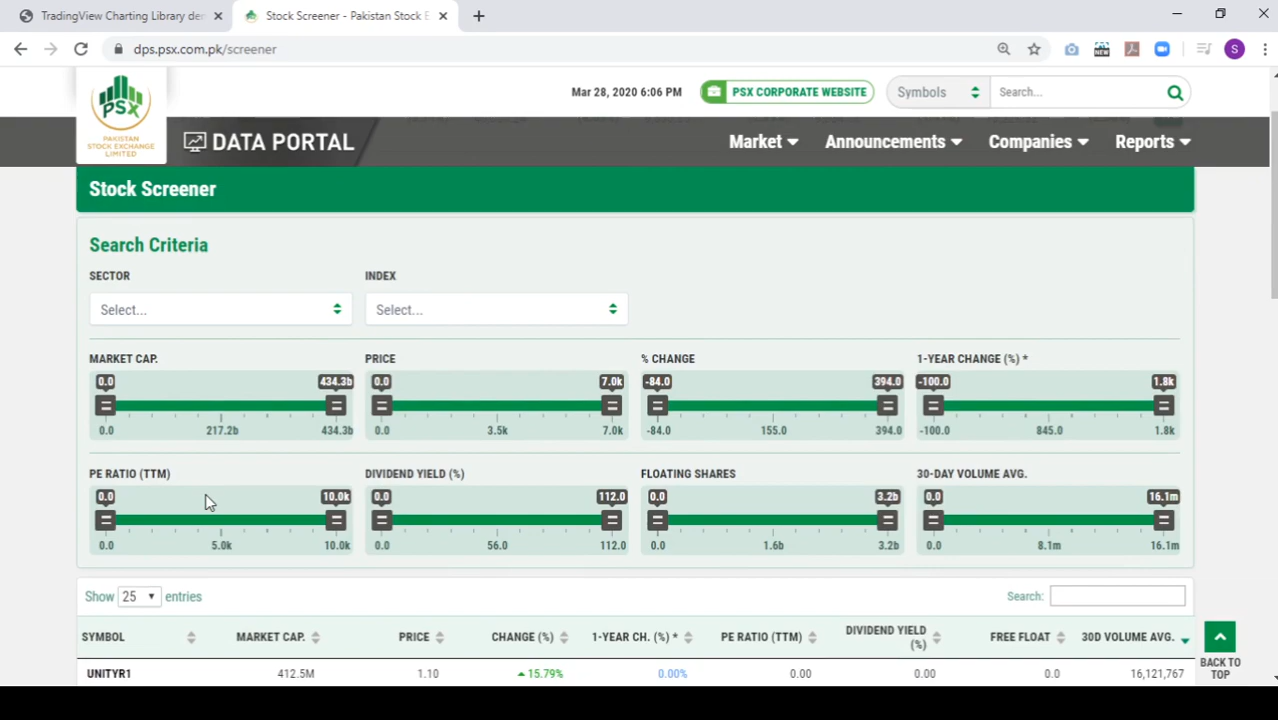 TradingView Charting Library der
Stock Screener - Pakistan Stock E
dps.psx.com.pk/screener
NEW
S
PSX
PAKISTAN
STOCK EXCHANGE
LIMITED
Mar 28, 2020 6:06 PM
PSX CORPORATE WEBSITE
Symbols
Search...
DATA PORTAL
Market
Announcements
Companies
Reports
Stock Screener
Search Criteria
SECTOR
INDEX
Select...
Select...
MARKET CAP.
PRICE
% CHANGE
1-YEAR CHANGE (%) *
0.0 434.3b 0.0 7.0k -84.0 394.0 -100.0 1.8k
0.0 217.2b 434.3b 0.0 3.5k 7.0k -84.0 155.0 394.0 -100.0 845.0 1.8k
PE RATIO (TTM)
DIVIDEND YIELD (%)
FLOATING SHARES
30-DAY VOLUME AVG.
0.0 10.0k 0.0 112.0 0.0 3.2b 0.0 16.1m
0.0 5.0k 10.0k 0.0 56.0 112.0 0.0 1.6b 3.2b 0.0 8.1m 16.1m
Show 25 entries
Search:
SYMBOL MARKET CAP. PRICE CHANGE (%) 1-YEAR CH. (%) * PE RATIO (TTM) DIVIDEND YIELD (%) FREE FLOAT 30D VOLUME AVG.
UNITYR1 412.5M 1.10 15.79% 0.00% 0.00 0.00 0.0 16,121,767
BACK TO
TOP